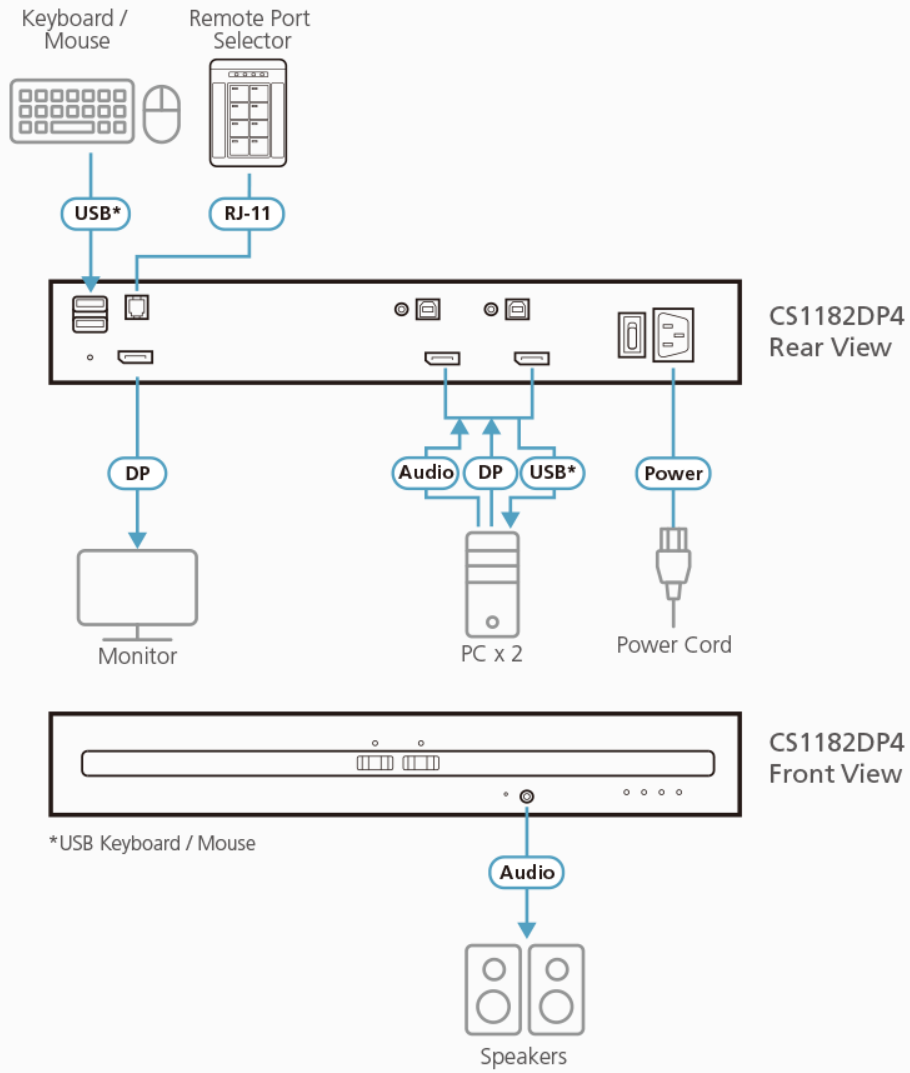 Keyboard /
Mouse
Remote Port
Selector
USB*
RJ-11
CS1182DP4
Rear View
DP
Audio
DP
USB*
Power
Monitor
PC x 2
Power Cord
CS1182DP4
Front View
*USB Keyboard / Mouse
Audio
Speakers